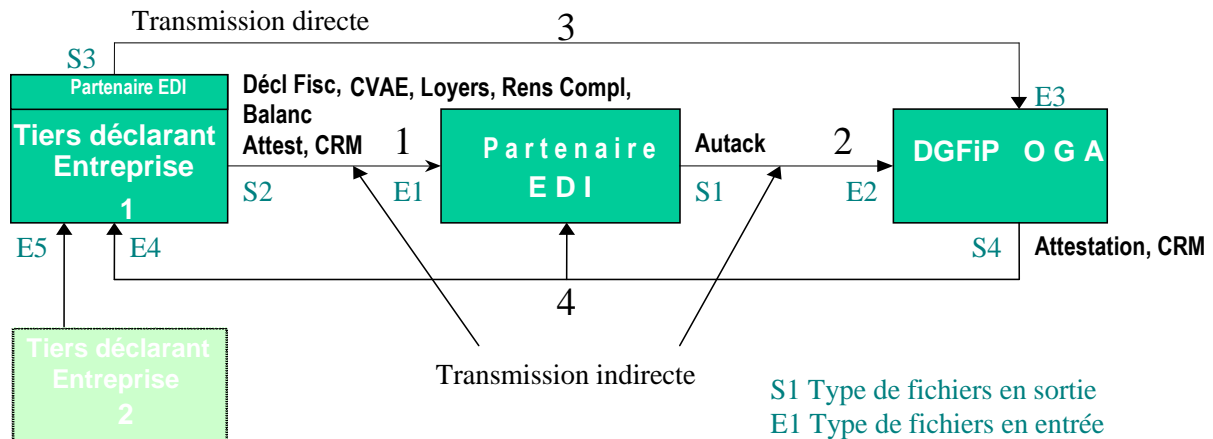 Transmission directe
3
S3
Partenaire EDI
Tiers déclarant
Entreprise
1
Décl Fisc, CVAE, Loyers, Rens Compl,
Balanc
Attest, CRM
1
S2
E1
Partenaire
EDI
Autack
2
S1
E2
E3
DGFiP OGA
E5
E4
S4
Attestation, CRM
4
Tiers déclarant
Entreprise
2
Transmission indirecte
S1 Type de fichiers en sortie
E1 Type de fichiers en entrée